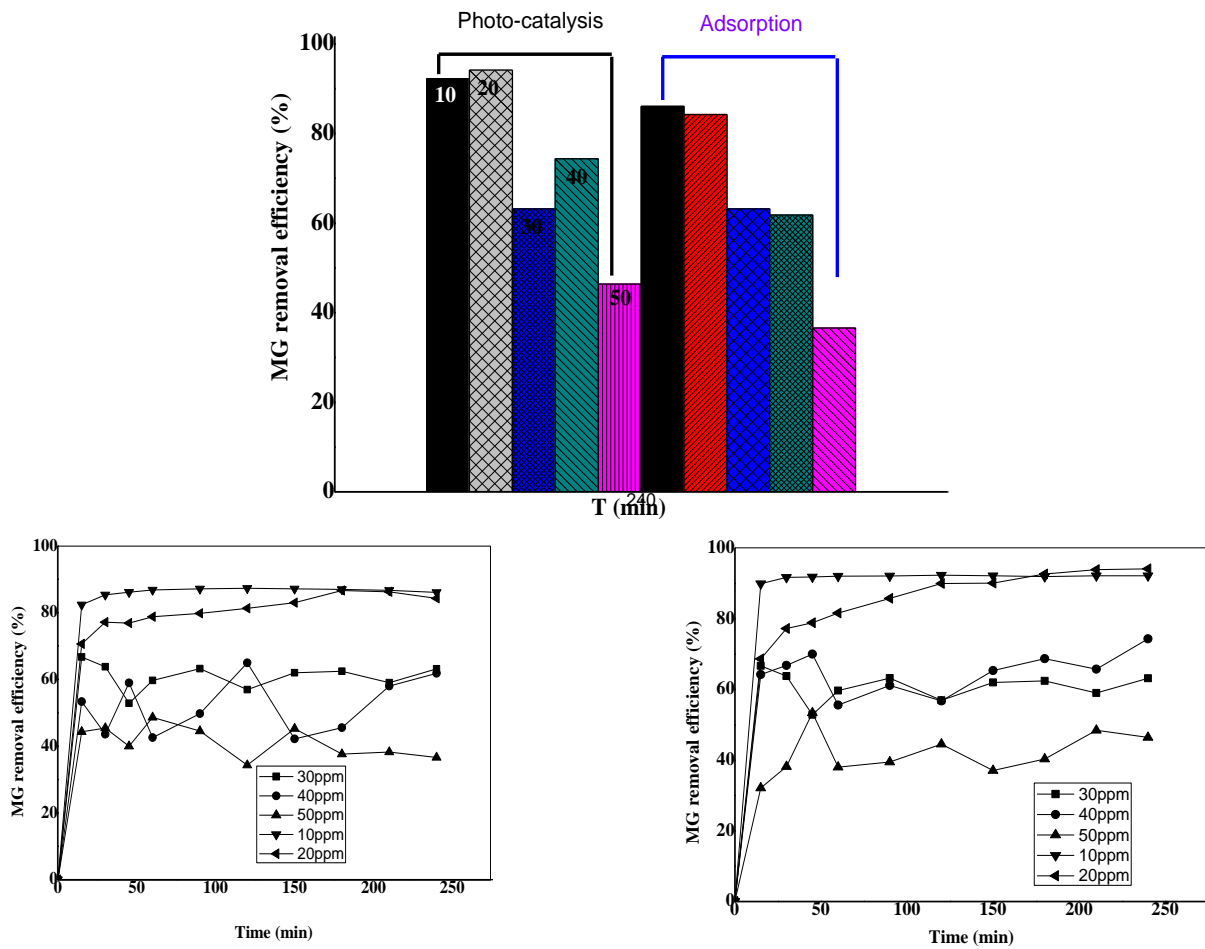 Photo-catalysis
Adsorption
100
80
60
40
20
0
MG removal efficiency (%)
10
20
30
40
50
240
T (min)
100
80
60
40
20
0
MG removal efficiency (%)
30ppm
40ppm
50ppm
10ppm
20ppm
0 50 100 150 200 250
Time (min)
100
80
60
40
20
0
MG removal efficiency (%)
30ppm
40ppm
50ppm
10ppm
20ppm
0 50 100 150 200 250
Time (min)